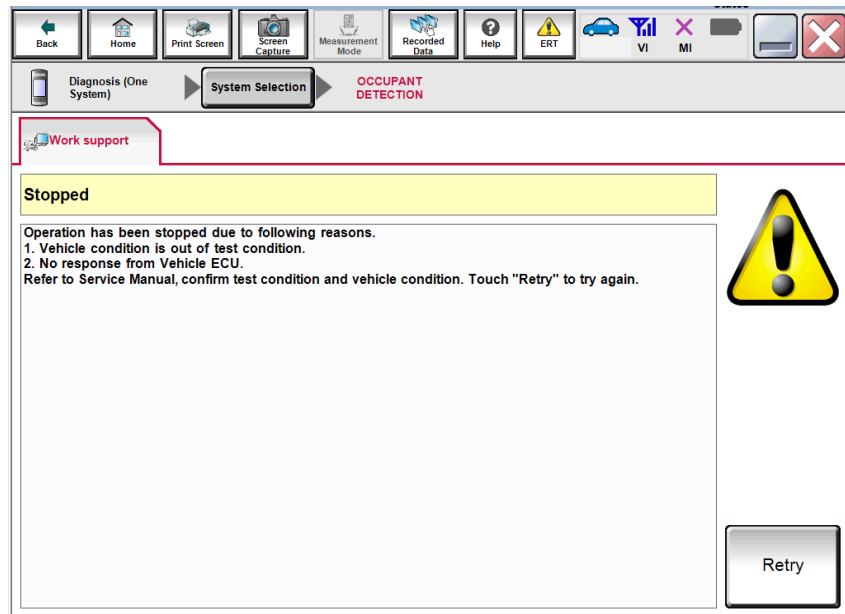 Back
Home
Print Screen
Screen
Capture
Measurement
Mode
Recorded
Data
Help
ERT
VI
MI
Diagnosis (One
System)
System Selection
OCCUPANT
DETECTION
Work support
Stopped
Operation has been stopped due to following reasons.
1. Vehicle condition is out of test condition.
2. No response from Vehicle ECU.
Refer to Service Manual, confirm test condition and vehicle condition. Touch "Retry" to try again.
Retry